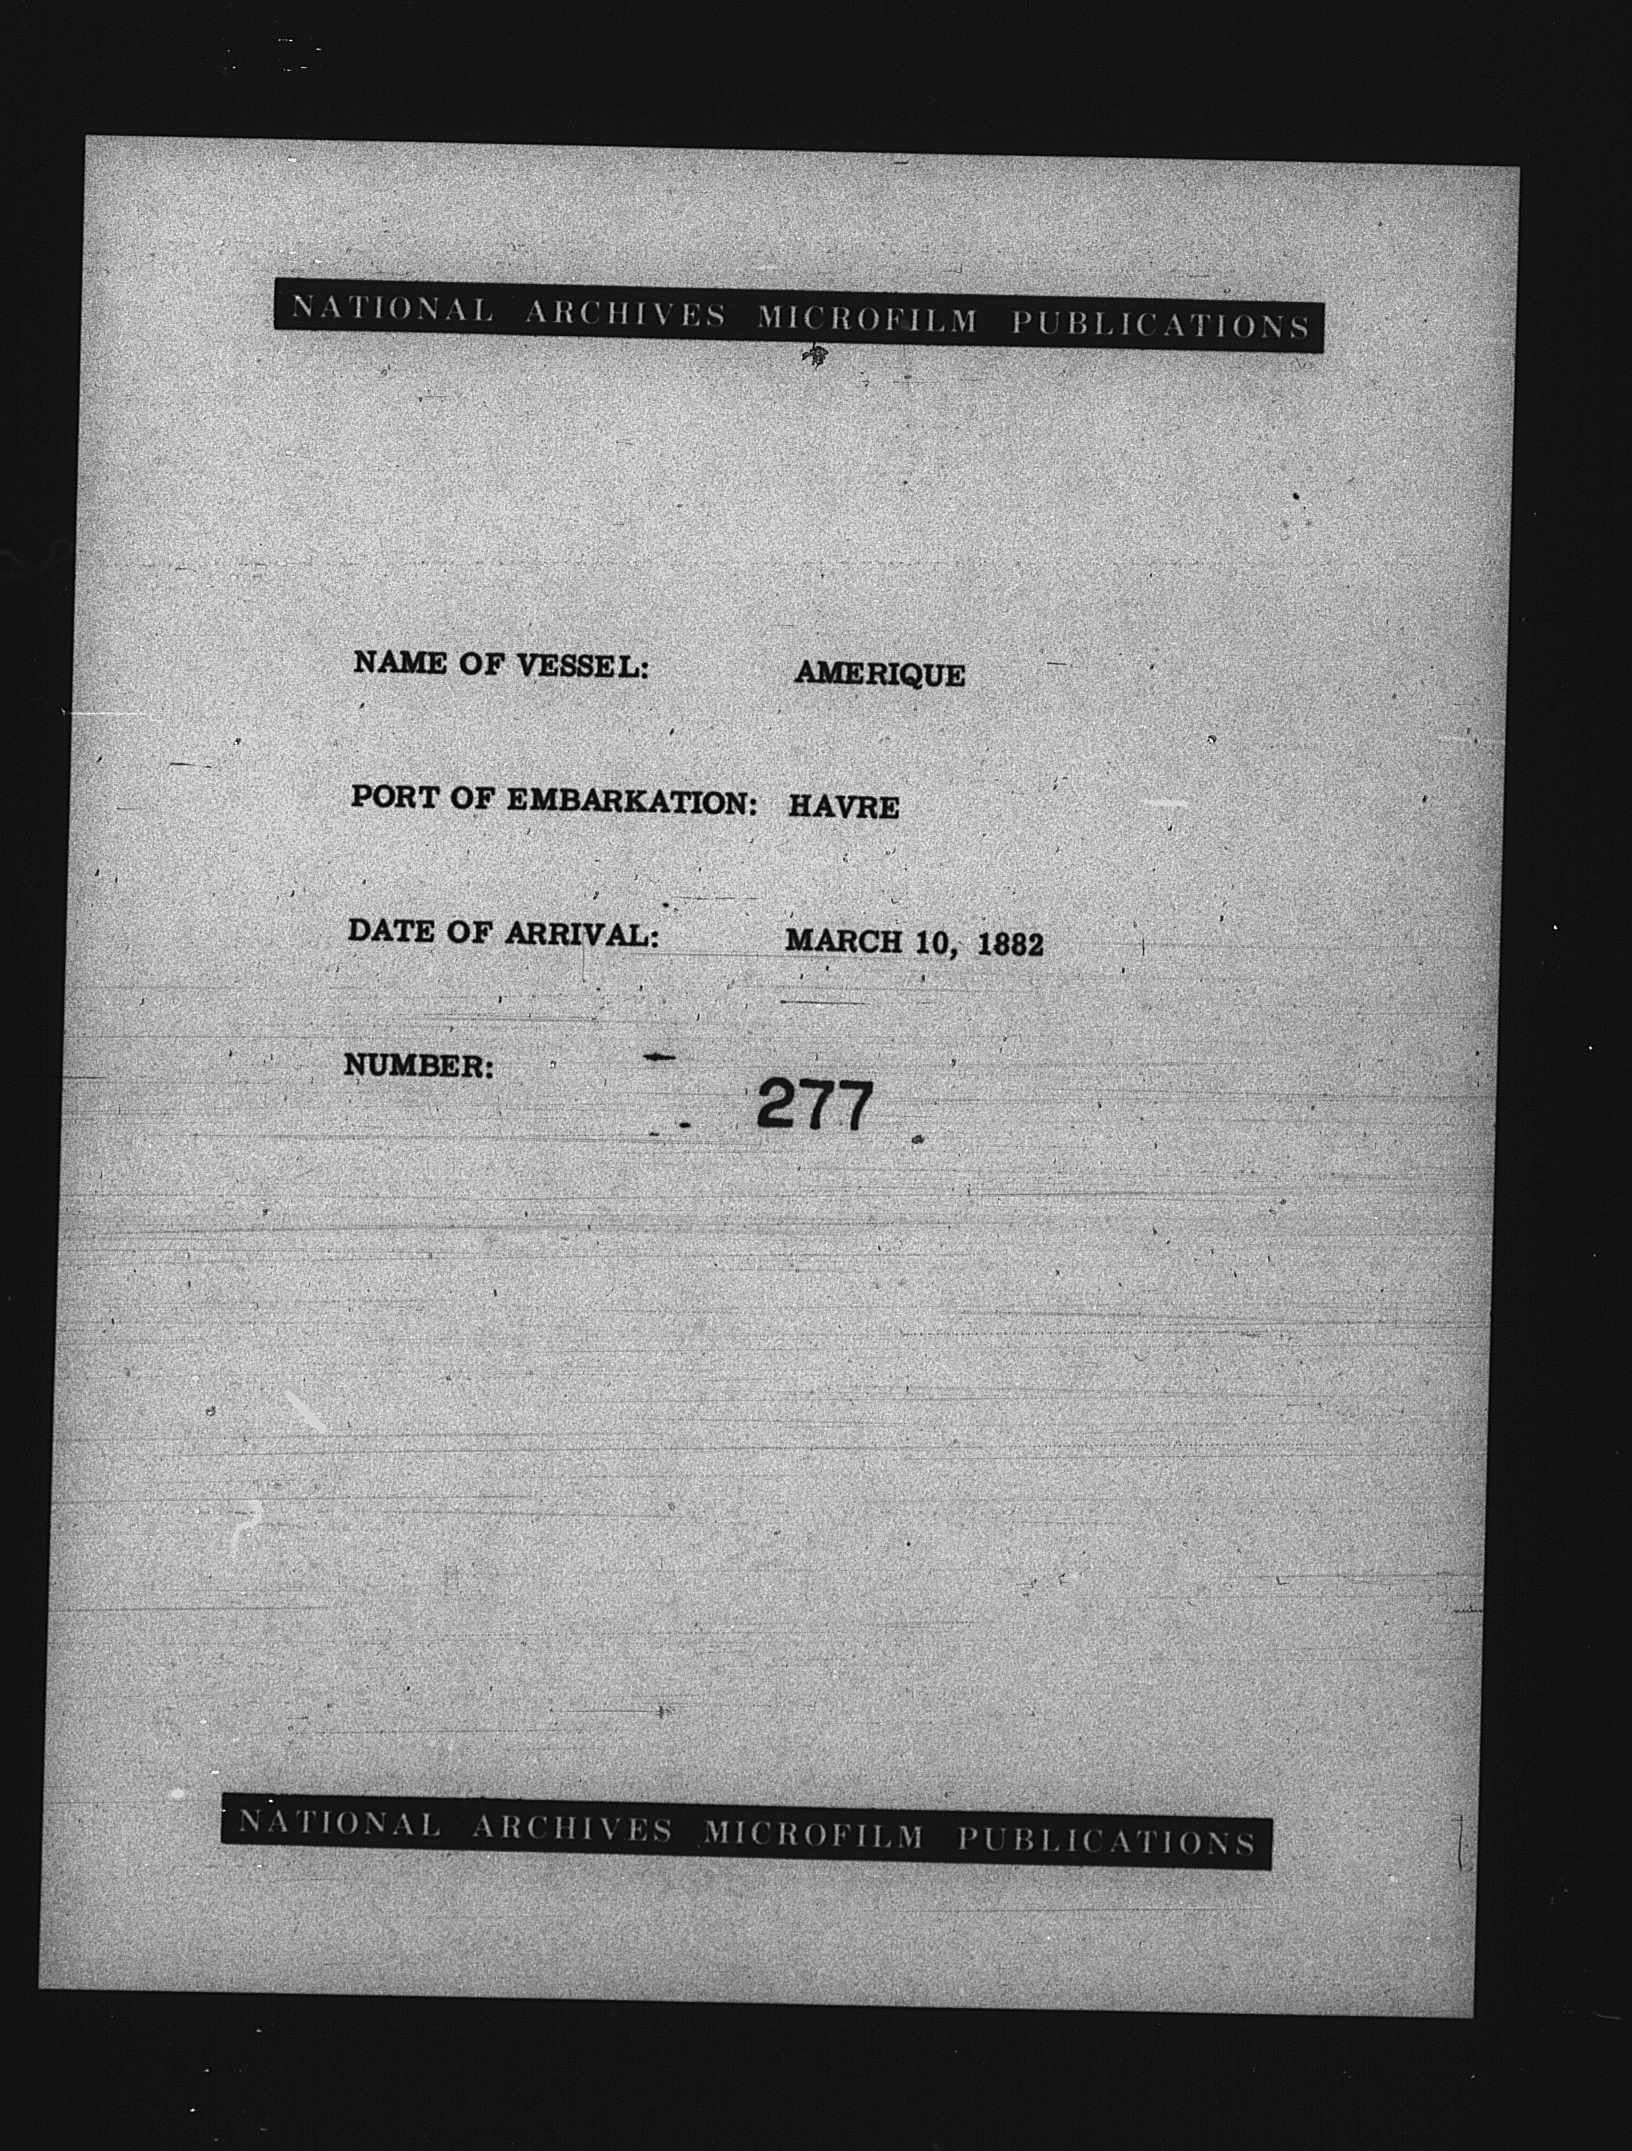 NATIONAL ARCHIVES MICROFILM PUBLICATIONS
NAME OF VESSEL: AMERIQUE
PORT OF EMBARKATION: HAVRE
DATE OF ARRIVAL: MARCH 10, 1882
NUMBER: 277
NATIONAL ARCHIVES MICROFILM PUBLICATIONS